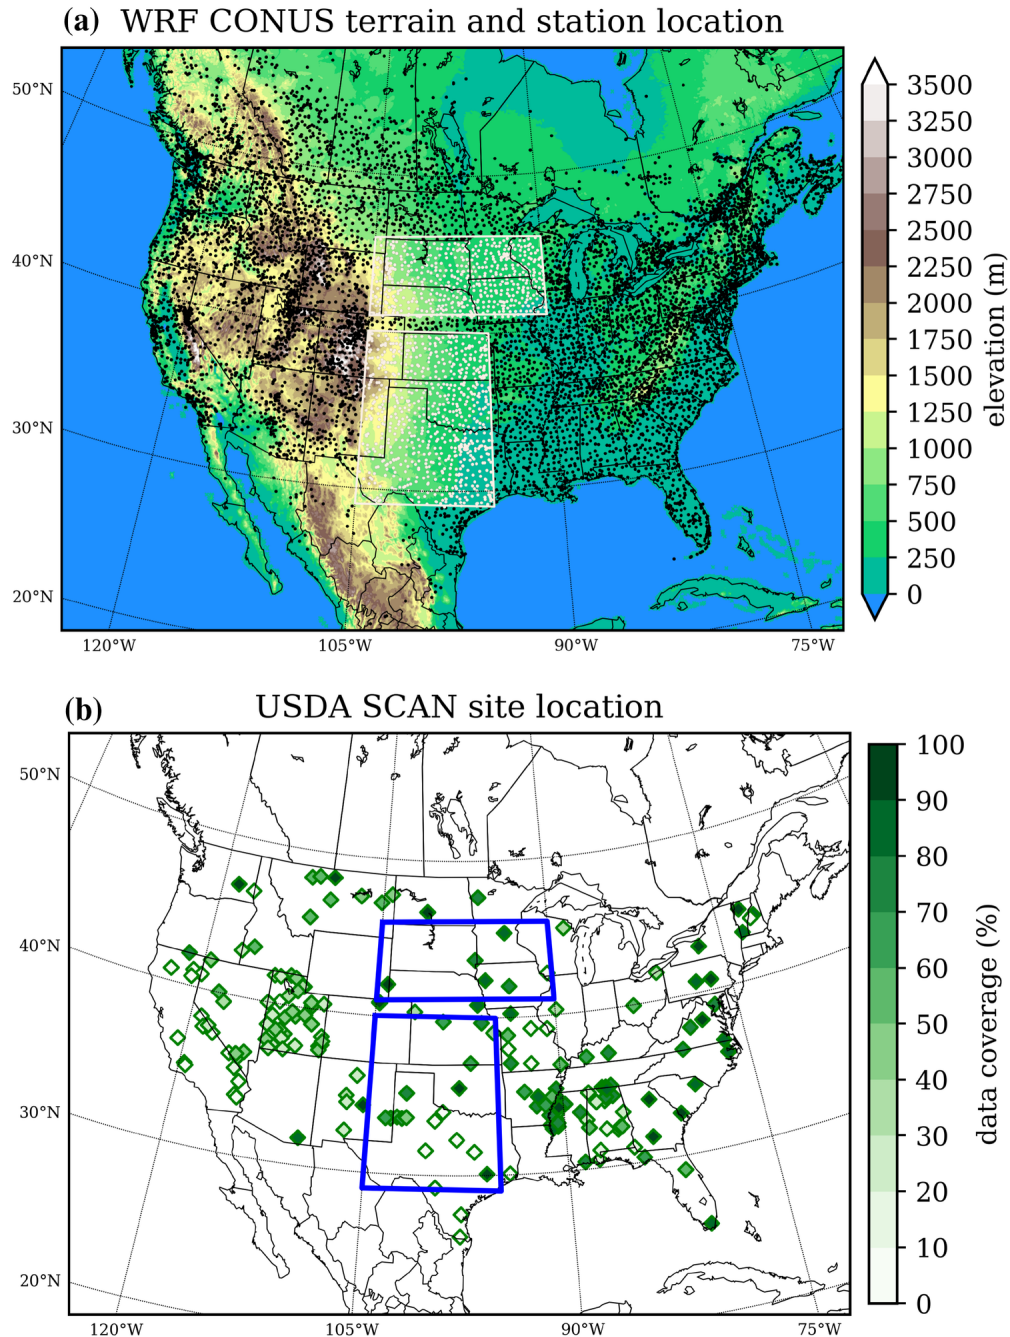 (a) WRF CONUS terrain and station location
50°N
40°N
30°N
20°N
120°W 105°W 90°W 75°W
3500
3250
3000
2750
2500
2250
2000
1750
1500
1250
1000
750
500
250
0
elevation (m)
(b) USDA SCAN site location
50°N
40°N
30°N
20°N
120°W 105°W 90°W 75°W
100
90
80
70
60
50
40
30
20
10
0
data coverage (%)